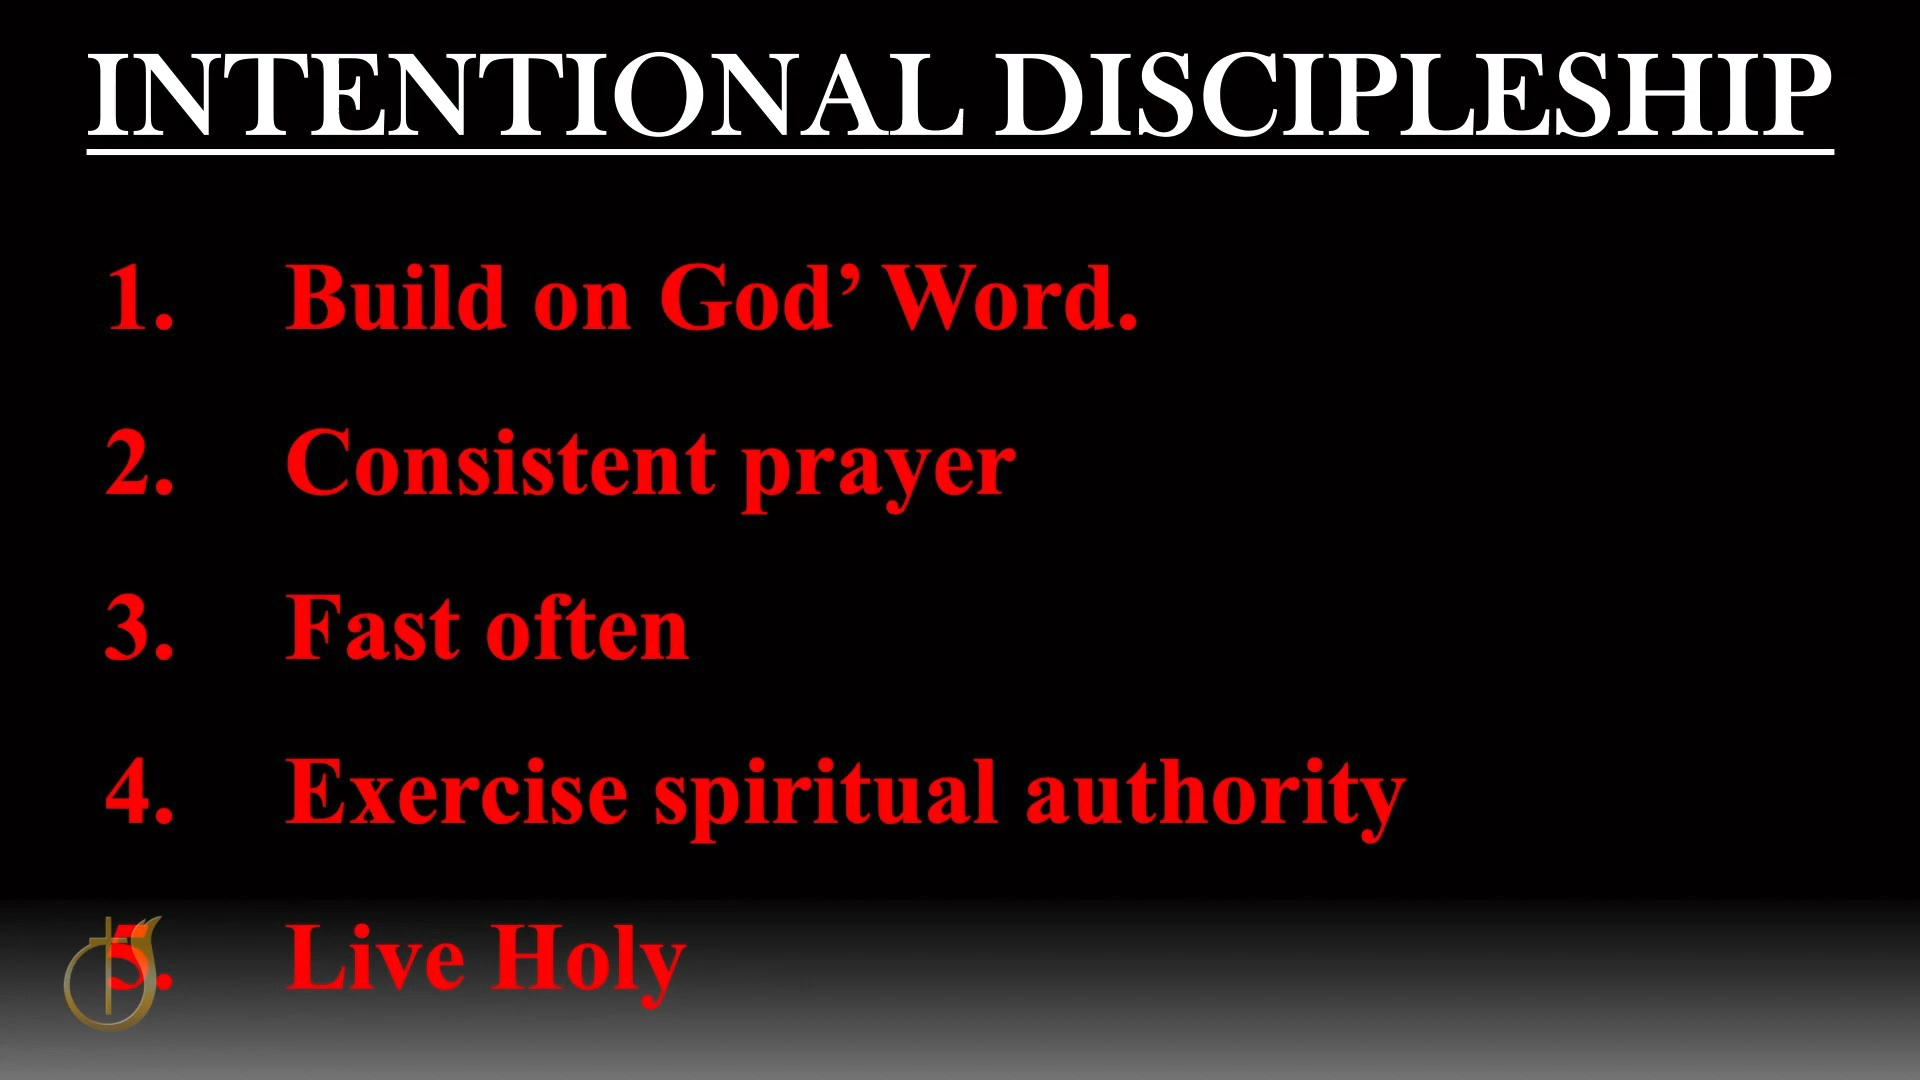 INTENTIONAL DISCIPLESHIP
1. Build on God’ Word.
2. Consistent prayer
3. Fast often
4. Exercise spiritual authority
5. Live Holy